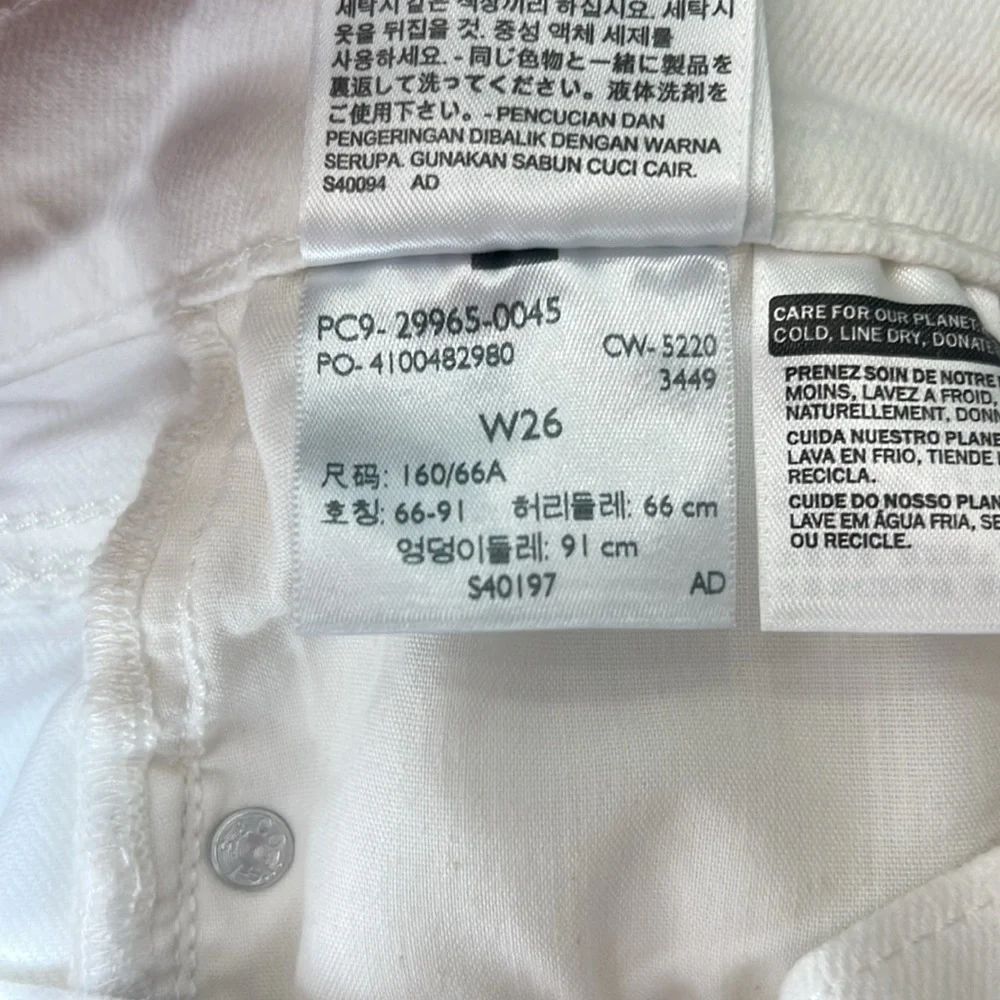 세탁시 같은 색상끼리 하십시요. 세탁시
옷을 뒤집을 것. 중성 액체 세제를
사용하세요. - 同じ色物と一緒に製品を
裏返して洗ってください。液体洗剤を
ご使用下さい。- PENCUCIAN DAN
PENGERINGAN DIBALIK DENGAN WARNA
SERUPA. GUNAKAN SABUN CUCI CAIR.
S40094 AD
PC9- 29965-0045
PO- 4100482980 CW- 5220
3449
W26
尺码: 160/66A
호칭: 66-91 허리둘레: 66 cm
엉덩이둘레: 91 cm
S40197 AD
CARE FOR OUR PLANET
COLD, LINE DRY, DONATE
PRENEZ SOIN DE NOTRE
MOINS, LAVEZ A FROID,
NATURELLEMENT, DONN
CUIDA NUESTRO PLANE
LAVA EN FRIO, TIENDE
RECICLA.
CUIDE DO NOSSO PLAN
LAVE EM ÁGUA FRIA, SE
OU RECICLE.